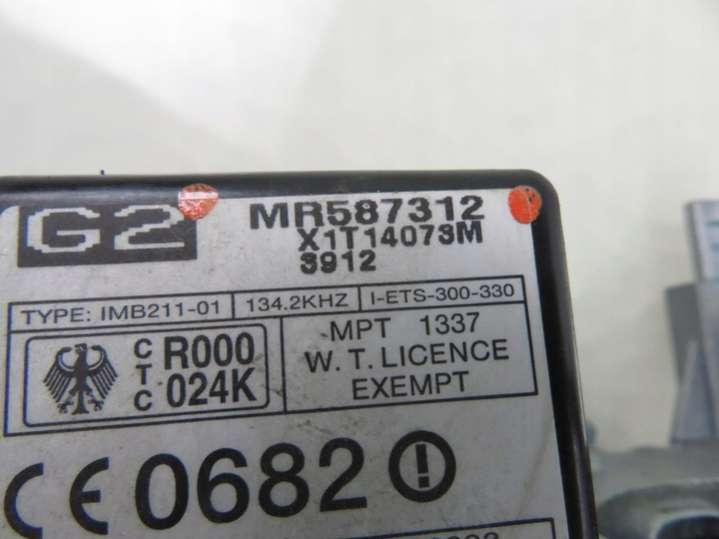 G2
MR587312
X1T14073M
3912
TYPE: IMB211-01 134.2KHZ I-ETS-300-330
CTC R000
024K
MPT 1337
W. T. LICENCE
EXEMPT
CE 0682